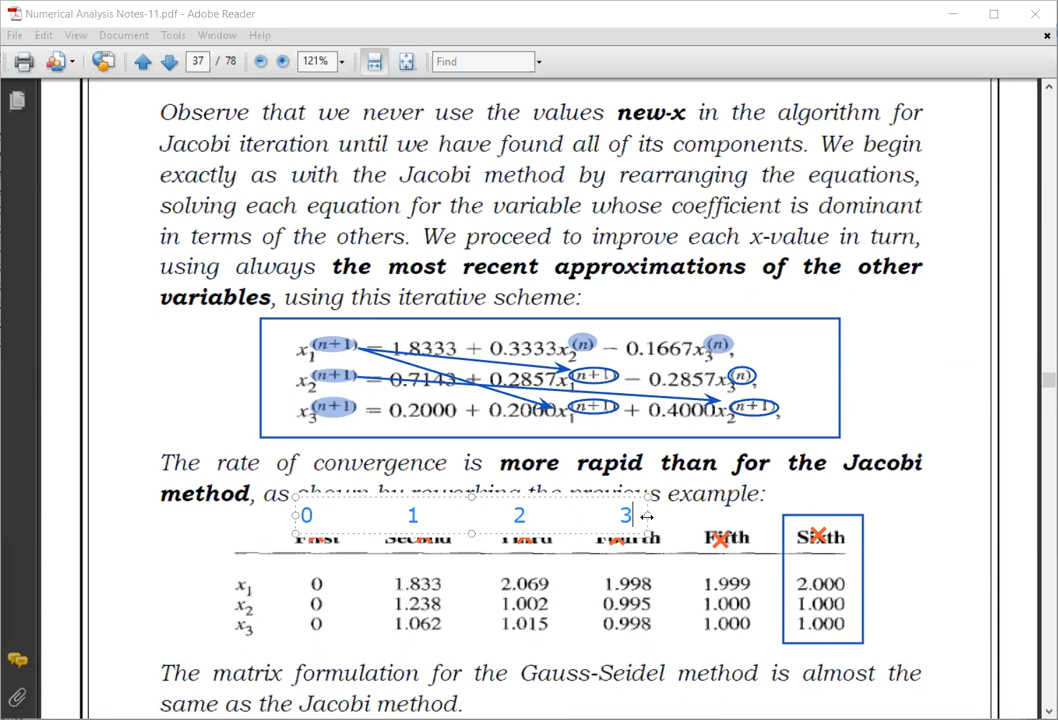 Numerical Analysis Notes-11.pdf - Adobe Reader
File Edit View Document Tools Window Help
37 / 78 121% Find
Observe that we never use the values new-x in the algorithm for
Jacobi iteration until we have found all of its components. We begin
exactly as with the Jacobi method by rearranging the equations,
solving each equation for the variable whose coefficient is dominant
in terms of the others. We proceed to improve each x-value in turn,
using always the most recent approximations of the other
variables, using this iterative scheme:
x₁⁽ⁿ⁺¹⁾ = 1.8333 + 0.3333x₂⁽ⁿ⁾ − 0.1667x₃⁽ⁿ⁾,
x₂⁽ⁿ⁺¹⁾ = 0.7143 + 0.2857x₁⁽ⁿ⁺¹⁾ − 0.2857x₃⁽ⁿ⁾,
x₃⁽ⁿ⁺¹⁾ = 0.2000 + 0.2000x₁⁽ⁿ⁺¹⁾ + 0.4000x₂⁽ⁿ⁺¹⁾,
The rate of convergence is more rapid than for the Jacobi
method, as shown by reworking the previous example:
0 1 2 3
First Second Third Fourth Fifth Sixth
x₁ 0 1.833 2.069 1.998 1.999 2.000
x₂ 0 1.238 1.002 0.995 1.000 1.000
x₃ 0 1.062 1.015 0.998 1.000 1.000
The matrix formulation for the Gauss-Seidel method is almost the
same as the Jacobi method.